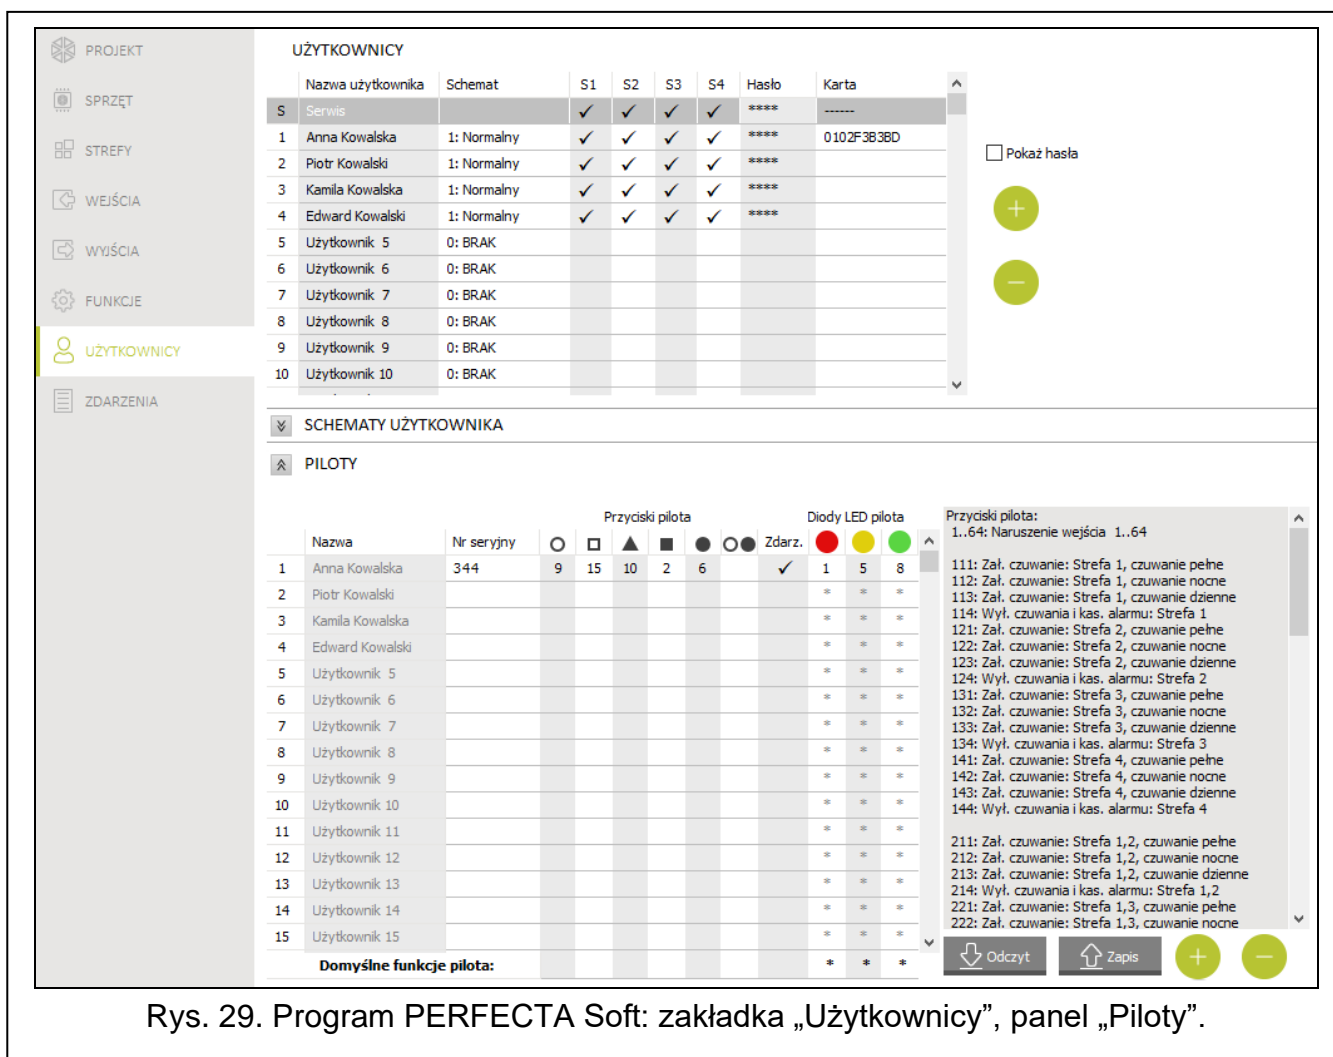 PROJEKT
SPRZĘT
STREFY
WEJŚCIA
WYJŚCIA
FUNKCJE
UŻYTKOWNICY
ZDARZENIA
UŻYTKOWNICY
Nazwa użytkownika Schemat S1 S2 S3 S4 Hasło Karta
S Serwis ✓ ✓ ✓ ✓ **** ------
1 Anna Kowalska 1: Normalny ✓ ✓ ✓ ✓ **** 0102F3B3BD
2 Piotr Kowalski 1: Normalny ✓ ✓ ✓ ✓ ****
3 Kamila Kowalska 1: Normalny ✓ ✓ ✓ ✓ ****
4 Edward Kowalski 1: Normalny ✓ ✓ ✓ ✓ ****
5 Użytkownik 5 0: BRAK
6 Użytkownik 6 0: BRAK
7 Użytkownik 7 0: BRAK
8 Użytkownik 8 0: BRAK
9 Użytkownik 9 0: BRAK
10 Użytkownik 10 0: BRAK
Pokaż hasła
SCHEMATY UŻYTKOWNIKA
PILOTY
Przyciski pilota Diody LED pilota
Nazwa Nr seryjny Zdarz.
1 Anna Kowalska 344 9 15 10 2 6 ✓ 1 5 8
2 Piotr Kowalski * * *
3 Kamila Kowalska * * *
4 Edward Kowalski * * *
5 Użytkownik 5 * * *
6 Użytkownik 6 * * *
7 Użytkownik 7 * * *
8 Użytkownik 8 * * *
9 Użytkownik 9 * * *
10 Użytkownik 10 * * *
11 Użytkownik 11 * * *
12 Użytkownik 12 * * *
13 Użytkownik 13 * * *
14 Użytkownik 14 * * *
15 Użytkownik 15 * * *
Domyślne funkcje pilota: * * *
Przyciski pilota:
1..64: Naruszenie wejścia 1..64
111: Zał. czuwanie: Strefa 1, czuwanie pełne
112: Zał. czuwanie: Strefa 1, czuwanie nocne
113: Zał. czuwanie: Strefa 1, czuwanie dzienne
114: Wył. czuwania i kas. alarmu: Strefa 1
121: Zał. czuwanie: Strefa 2, czuwanie pełne
122: Zał. czuwanie: Strefa 2, czuwanie nocne
123: Zał. czuwanie: Strefa 2, czuwanie dzienne
124: Wył. czuwania i kas. alarmu: Strefa 2
131: Zał. czuwanie: Strefa 3, czuwanie pełne
132: Zał. czuwanie: Strefa 3, czuwanie nocne
133: Zał. czuwanie: Strefa 3, czuwanie dzienne
134: Wył. czuwania i kas. alarmu: Strefa 3
141: Zał. czuwanie: Strefa 4, czuwanie pełne
142: Zał. czuwanie: Strefa 4, czuwanie nocne
143: Zał. czuwanie: Strefa 4, czuwanie dzienne
144: Wył. czuwania i kas. alarmu: Strefa 4
211: Zał. czuwanie: Strefa 1,2, czuwanie pełne
212: Zał. czuwanie: Strefa 1,2, czuwanie nocne
213: Zał. czuwanie: Strefa 1,2, czuwanie dzienne
214: Wył. czuwania i kas. alarmu: Strefa 1,2
221: Zał. czuwanie: Strefa 1,3, czuwanie pełne
222: Zał. czuwanie: Strefa 1,3, czuwanie nocne
Odczyt Zapis
Rys. 29. Program PERFECTA Soft: zakładka „Użytkownicy”, panel „Piloty”.